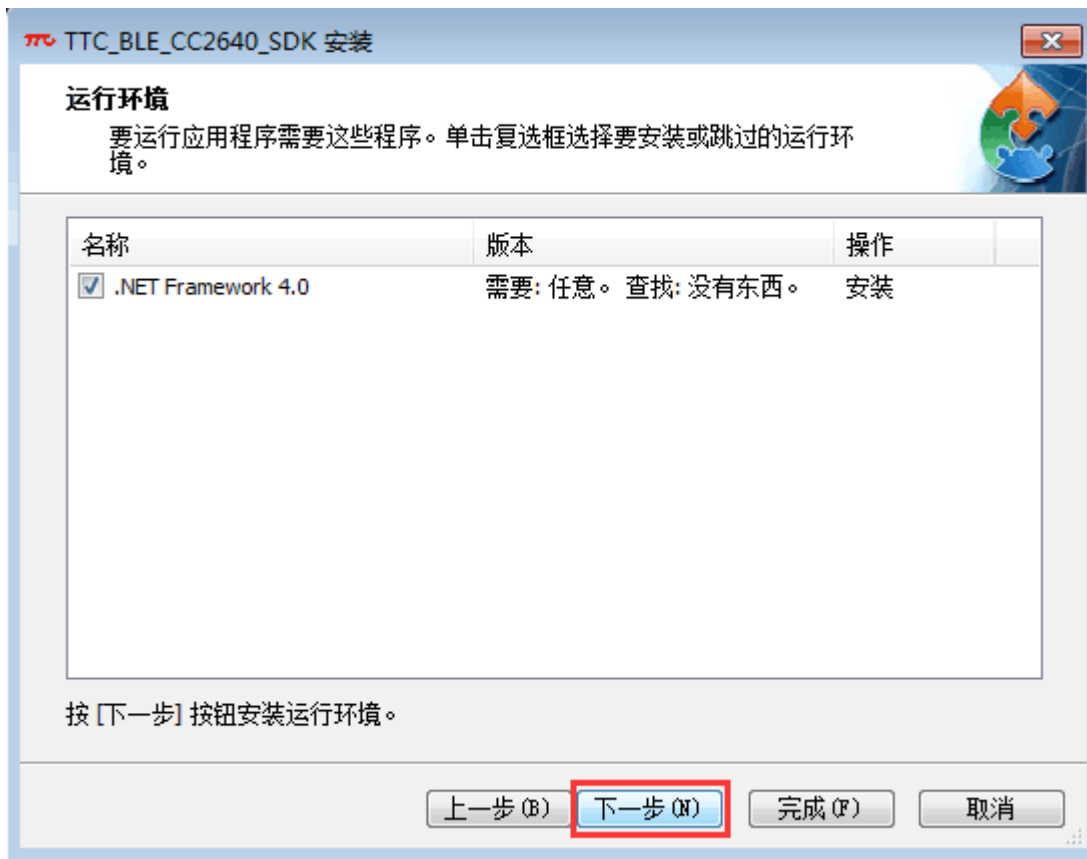 TTC TTC_BLE_CC2640_SDK 安装
运行环境
要运行应用程序需要这些程序。单击复选框选择要安装或跳过的运行环
境。
名称 版本 操作
.NET Framework 4.0 需要: 任意。 查找: 没有东西。 安装
按 [下一步] 按钮安装运行环境。
上一步(B) 下一步(N) 完成(F) 取消